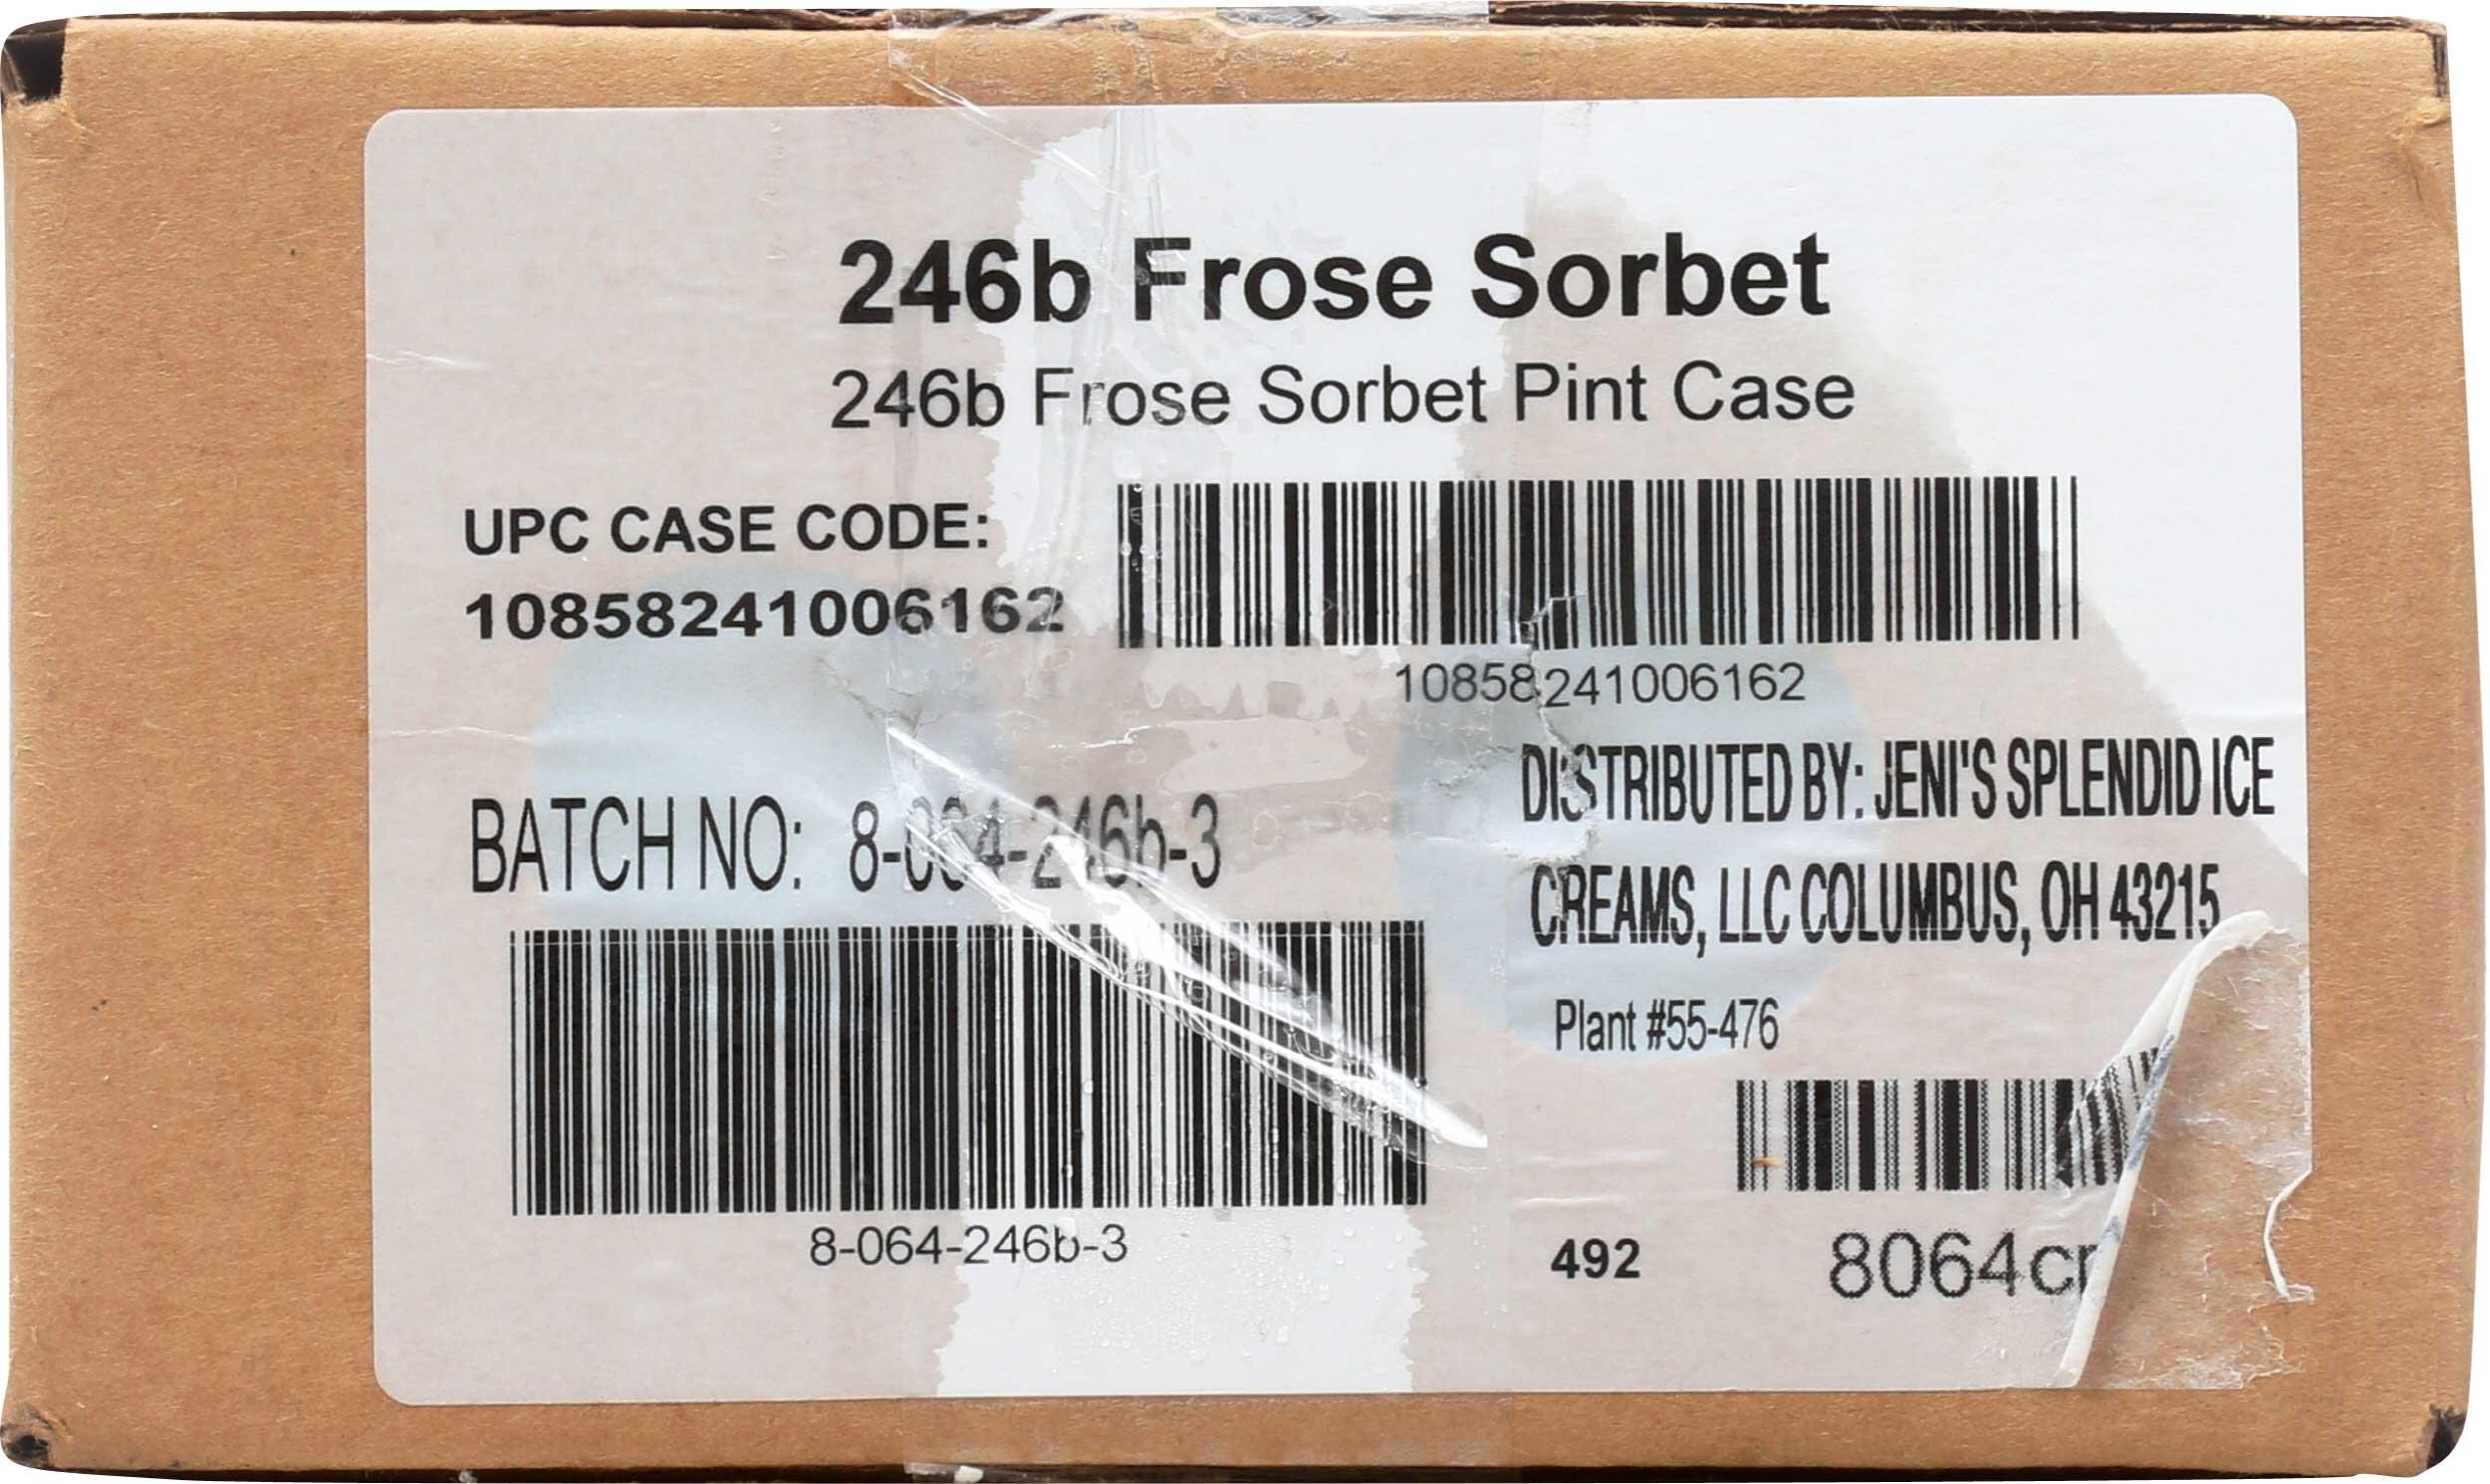 246b Frose Sorbet
246b Frose Sorbet Pint Case
UPC CASE CODE:
10858241006162
10858241006162
BATCH NO: 8-064-246b-3
8-064-246b-3
DISTRIBUTED BY: JENI'S SPLENDID ICE
CREAMS, LLC COLUMBUS, OH 43215
Plant #55-476
492